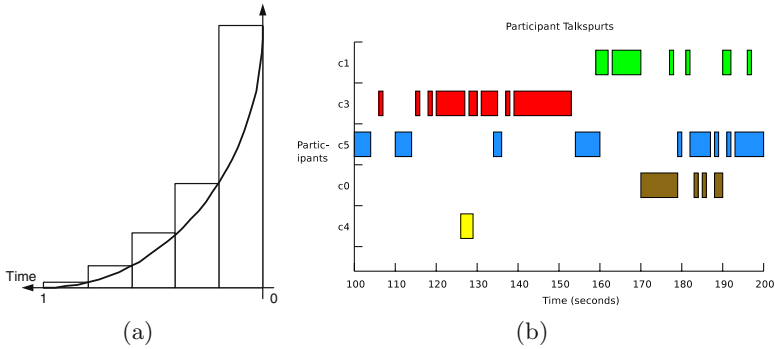 Time
1
0
(a)
Participant Talkspurts
c1
c3
c5
c0
c4
Partic-
ipants
100 110 120 130 140 150 160 170 180 190 200
Time (seconds)
(b)